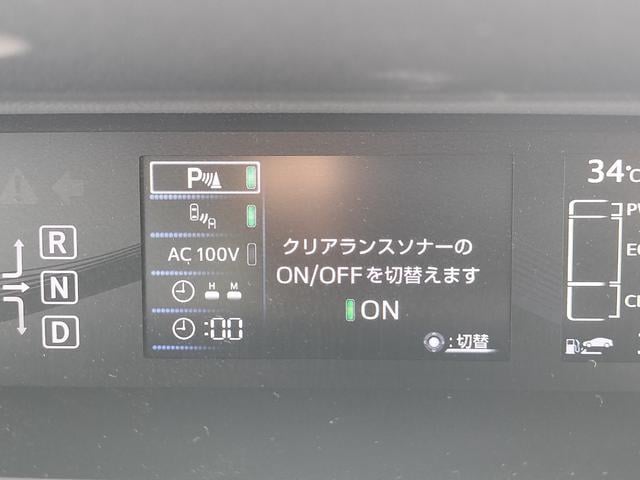 P
A
AC 100V
H M
:00
クリアランスソナーの
ON/OFFを切替えます
ON
:切替
R
N
D
34℃